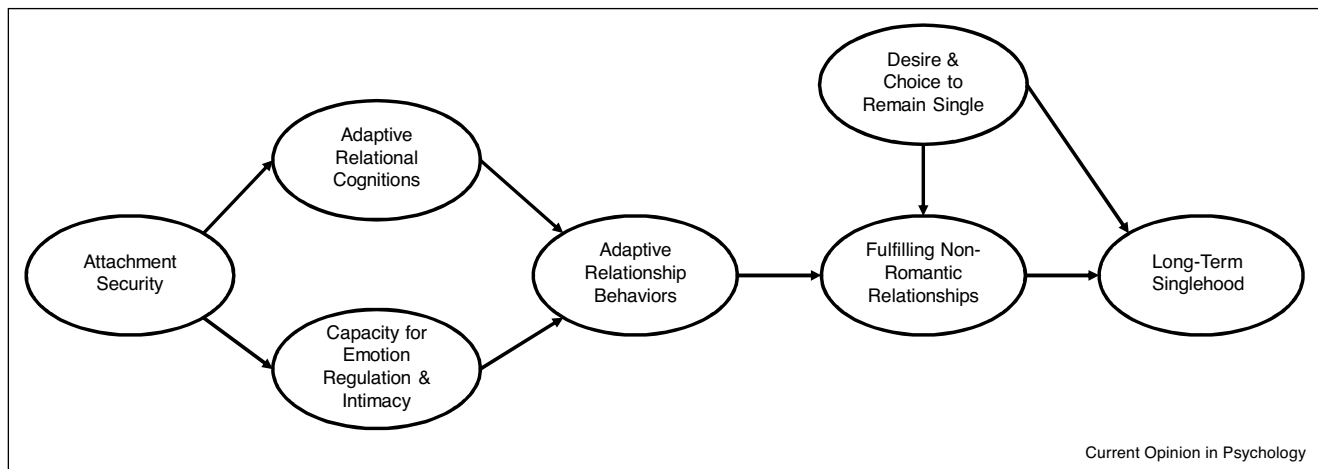 Attachment
Security
Adaptive
Relational
Cognitions
Capacity for
Emotion
Regulation &
Intimacy
Adaptive
Relationship
Behaviors
Desire &
Choice to
Remain Single
Fulfilling Non-
Romantic
Relationships
Long-Term
Singlehood
Current Opinion in Psychology